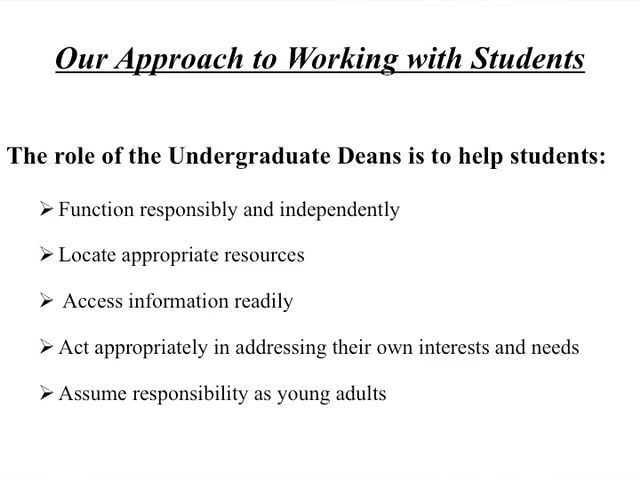 Our Approach to Working with Students
The role of the Undergraduate Deans is to help students:
➢ Function responsibly and independently
➢ Locate appropriate resources
➢ Access information readily
➢ Act appropriately in addressing their own interests and needs
➢ Assume responsibility as young adults